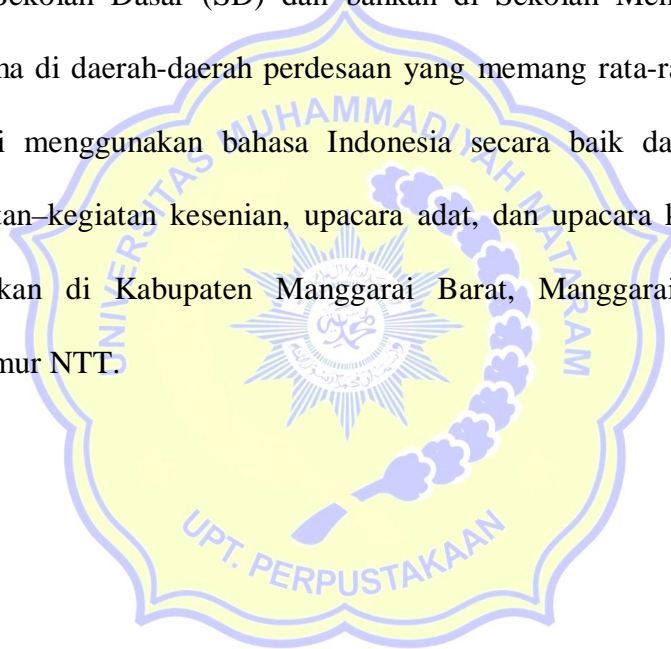 Sekolah Dasar (SD) dan bahkan di Sekolah Men
na di daerah-daerah perdesaan yang memang rata-ra
i menggunakan bahasa Indonesia secara baik da
tan–kegiatan kesenian, upacara adat, dan upacara k
kan di Kabupaten Manggarai Barat, Manggarai
mur NTT.
UNIVERSITAS MUHAMMADIYAH MATARAM
UPT. PERPUSTAKAAN